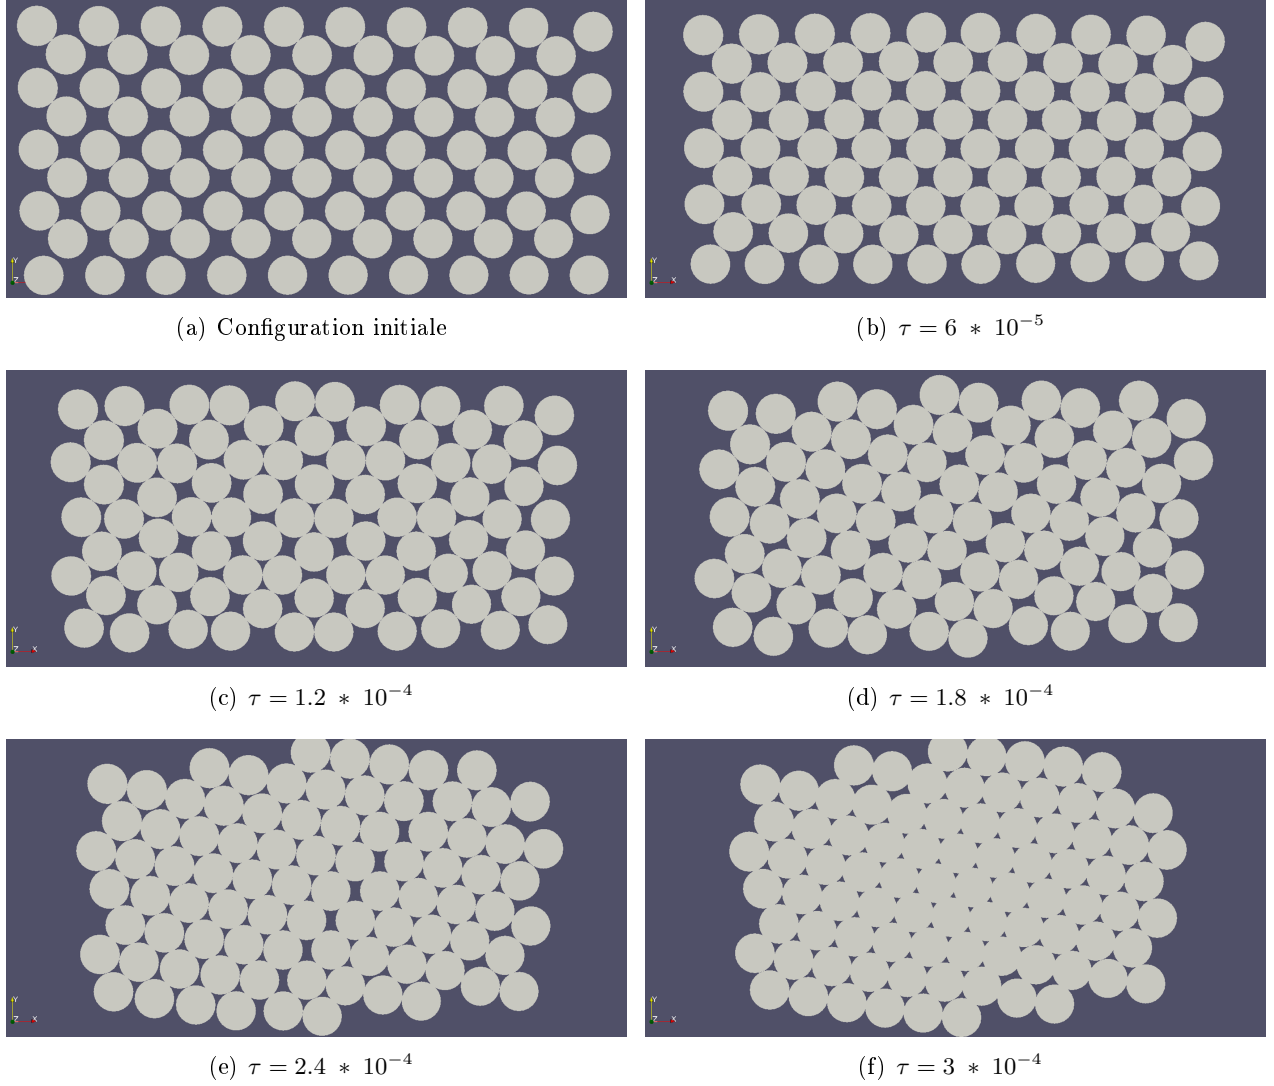 (a) Configuration initiale
(b) τ = 6 * 10⁻⁵
(c) τ = 1.2 * 10⁻⁴
(d) τ = 1.8 * 10⁻⁴
(e) τ = 2.4 * 10⁻⁴
(f) τ = 3 * 10⁻⁴